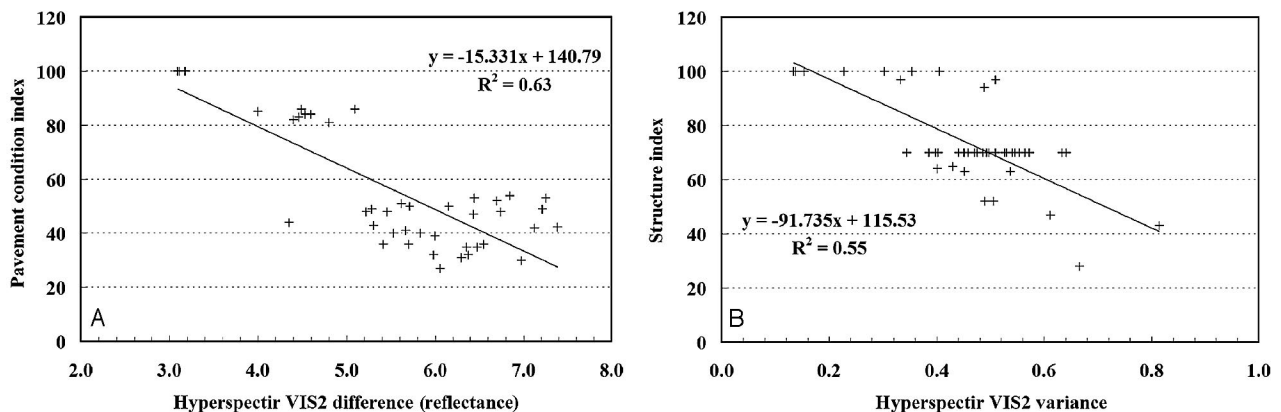 120
100
80
60
40
20
0
Pavement condition index
y = -15.331x + 140.79
R² = 0.63
A
2.0 3.0 4.0 5.0 6.0 7.0 8.0
Hyperspectir VIS2 difference (reflectance)
120
100
80
60
40
20
0
Structure index
y = -91.735x + 115.53
R² = 0.55
B
0.0 0.2 0.4 0.6 0.8 1.0
Hyperspectir VIS2 variance